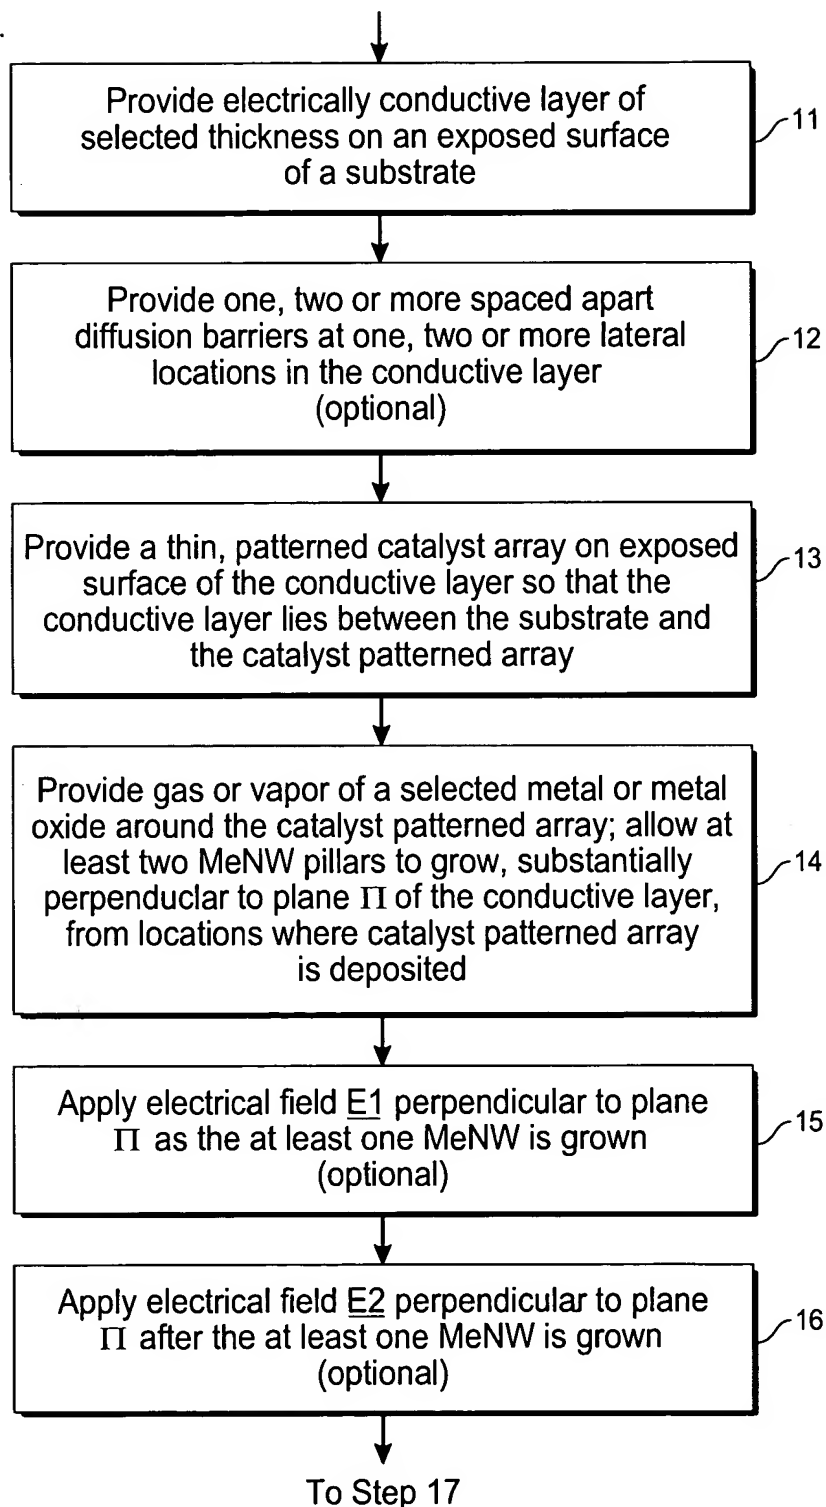 Provide electrically conductive layer of
selected thickness on an exposed surface
of a substrate
11
Provide one, two or more spaced apart
diffusion barriers at one, two or more lateral
locations in the conductive layer
(optional)
12
Provide a thin, patterned catalyst array on exposed
surface of the conductive layer so that the
conductive layer lies between the substrate and
the catalyst patterned array
13
Provide gas or vapor of a selected metal or metal
oxide around the catalyst patterned array; allow at
least two MeNW pillars to grow, substantially
perpenduclar to plane Π of the conductive layer,
from locations where catalyst patterned array
is deposited
14
Apply electrical field E1 perpendicular to plane
Π as the at least one MeNW is grown
(optional)
15
Apply electrical field E2 perpendicular to plane
Π after the at least one MeNW is grown
(optional)
16
To Step 17